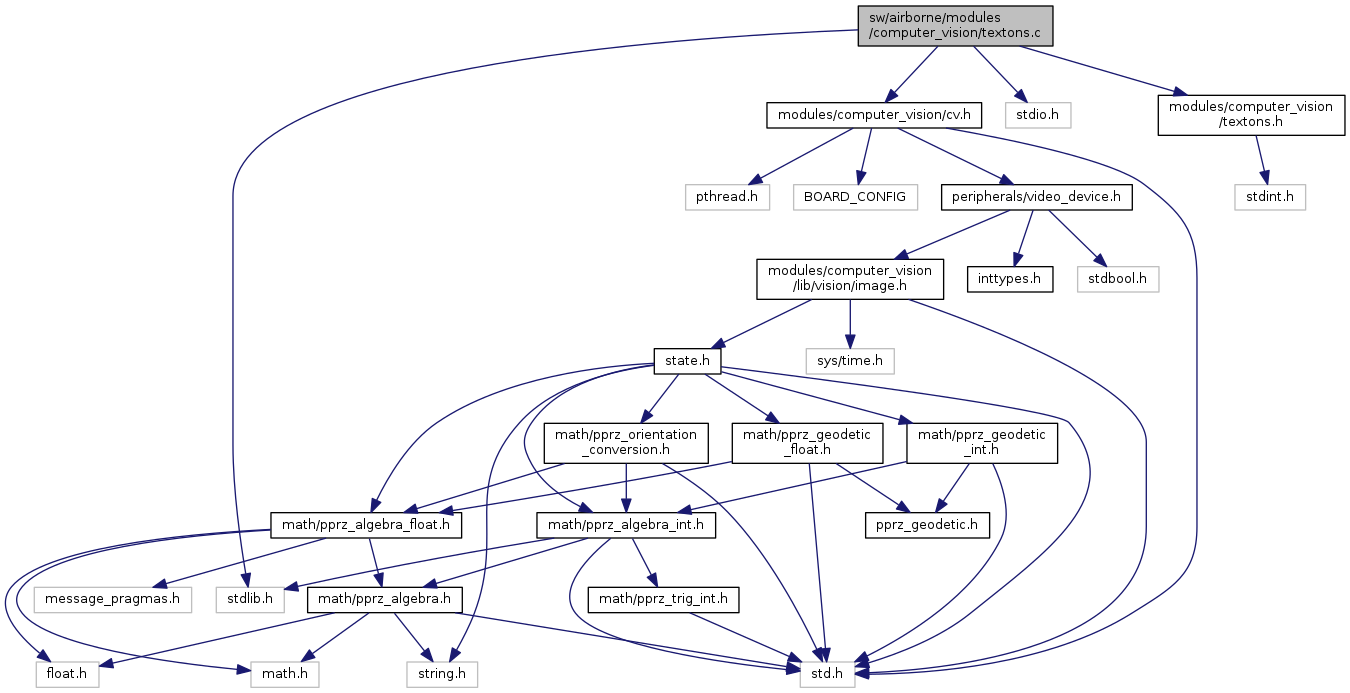 sw/airborne/modules
/computer_vision/textons.c
modules/computer_vision/cv.h
stdio.h
modules/computer_vision
/textons.h
pthread.h
BOARD_CONFIG
peripherals/video_device.h
stdint.h
modules/computer_vision
/lib/vision/image.h
inttypes.h
stdbool.h
state.h
sys/time.h
math/pprz_orientation
_conversion.h
math/pprz_geodetic
_float.h
math/pprz_geodetic
_int.h
math/pprz_algebra_float.h
math/pprz_algebra_int.h
pprz_geodetic.h
message_pragmas.h
stdlib.h
math/pprz_algebra.h
math/pprz_trig_int.h
float.h
math.h
string.h
std.h